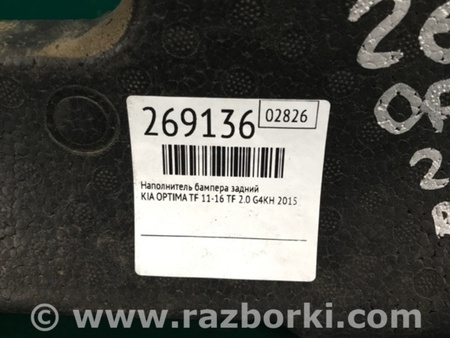 269136
02826
Наполнитель бампера задний
KIA OPTIMA TF 11-16 TF 2.0 G4KH 2015
© www.razborki.com